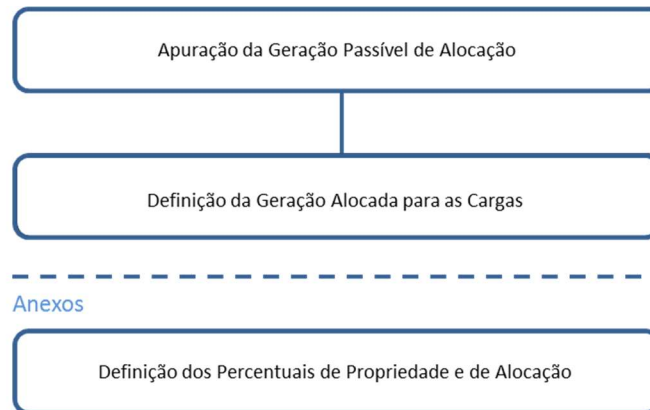 Apuração da Geração Passível de Alocação
Definição da Geração Alocada para as Cargas
Anexos
Definição dos Percentuais de Propriedade e de Alocação